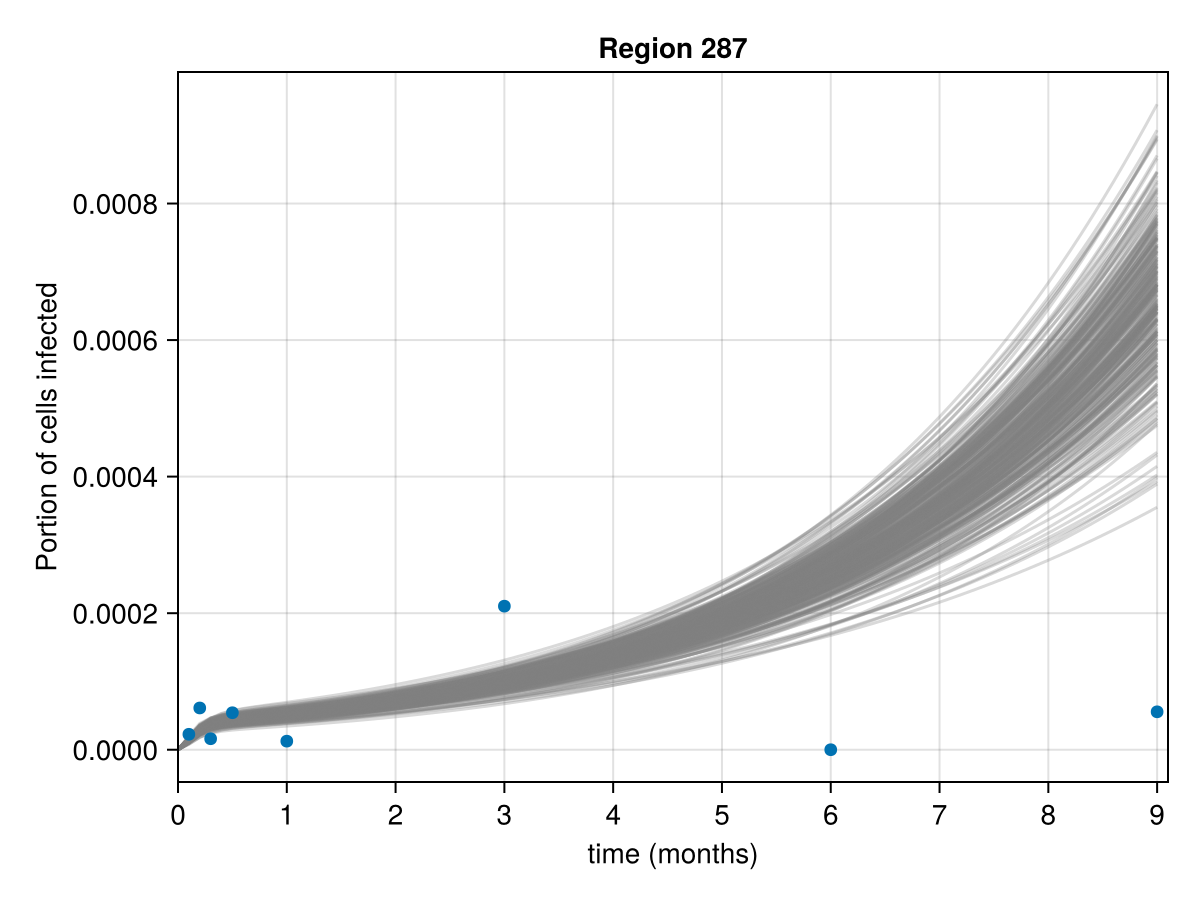 Region 287
Portion of cells infected
0.0008
0.0006
0.0004
0.0002
0.0000
0 1 2 3 4 5 6 7 8 9
time (months)